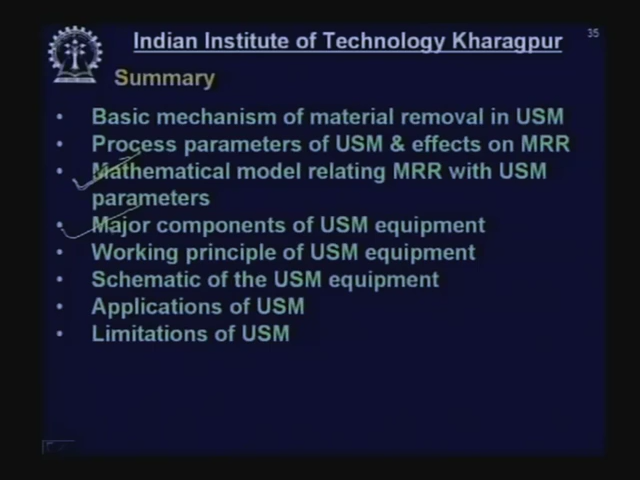 Indian Institute of Technology Kharagpur
35
Summary
• Basic mechanism of material removal in USM
• Process parameters of USM & effects on MRR
• Mathematical model relating MRR with USM
parameters
• Major components of USM equipment
• Working principle of USM equipment
• Schematic of the USM equipment
• Applications of USM
• Limitations of USM